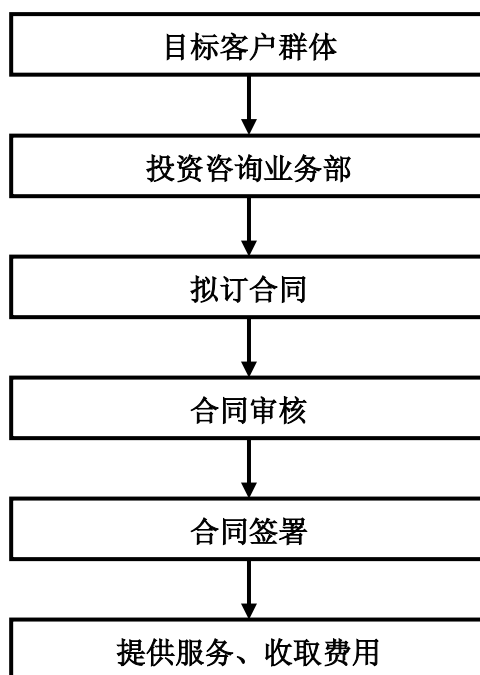 目标客户群体
投资咨询业务部
拟订合同
合同审核
合同签署
提供服务、收取费用